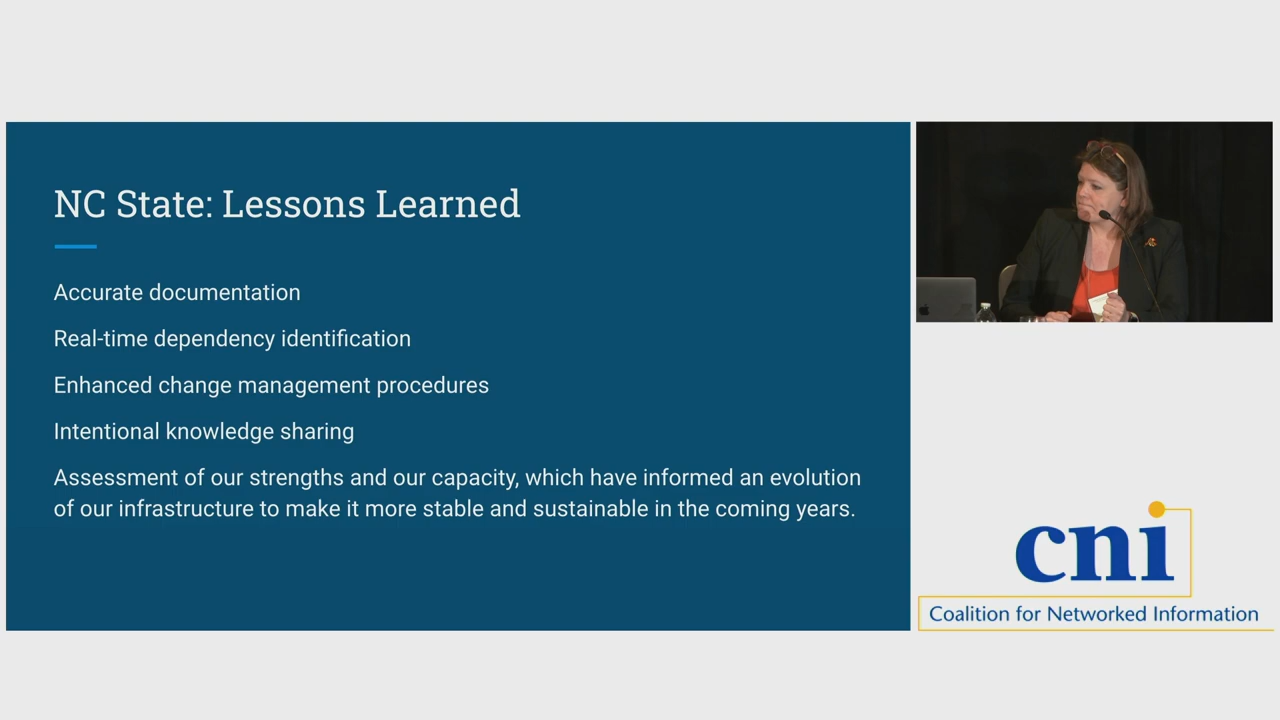 NC State: Lessons Learned
Accurate documentation
Real-time dependency identification
Enhanced change management procedures
Intentional knowledge sharing
Assessment of our strengths and our capacity, which have informed an evolution
of our infrastructure to make it more stable and sustainable in the coming years.
cni
Coalition for Networked Information